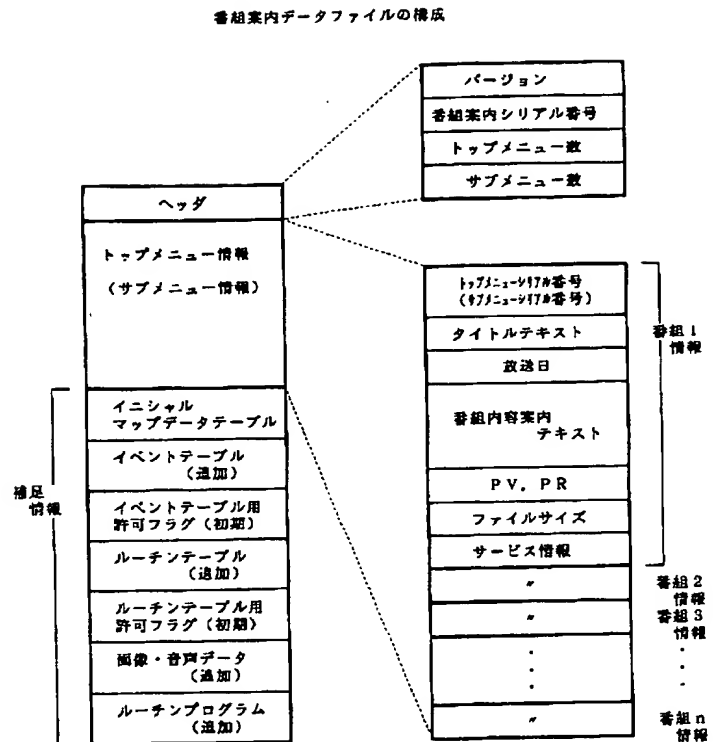 番組案内データファイルの構成
バージョン
番組案内シリアル番号
トップメニュー数
サブメニュー数
ヘッダ
トップメニュー情報
(サブメニュー情報)
補足
情報
イニシャル
マップデータテーブル
イベントテーブル
(追加)
イベントテーブル用
許可フラグ(初期)
ルーチンテーブル
(追加)
ルーチンテーブル用
許可フラグ(初期)
画像・音声データ
(追加)
ルーチンプログラム
(追加)
トップメニューシリアル番号
(サブメニューシリアル番号)
タイトルテキスト
放送日
番組内容案内
テキスト
PV, PR
ファイルサイズ
サービス情報
〃
〃
・
・
・
〃
番組1
情報
番組2
情報
番組3
情報
・
・
・
番組n
情報